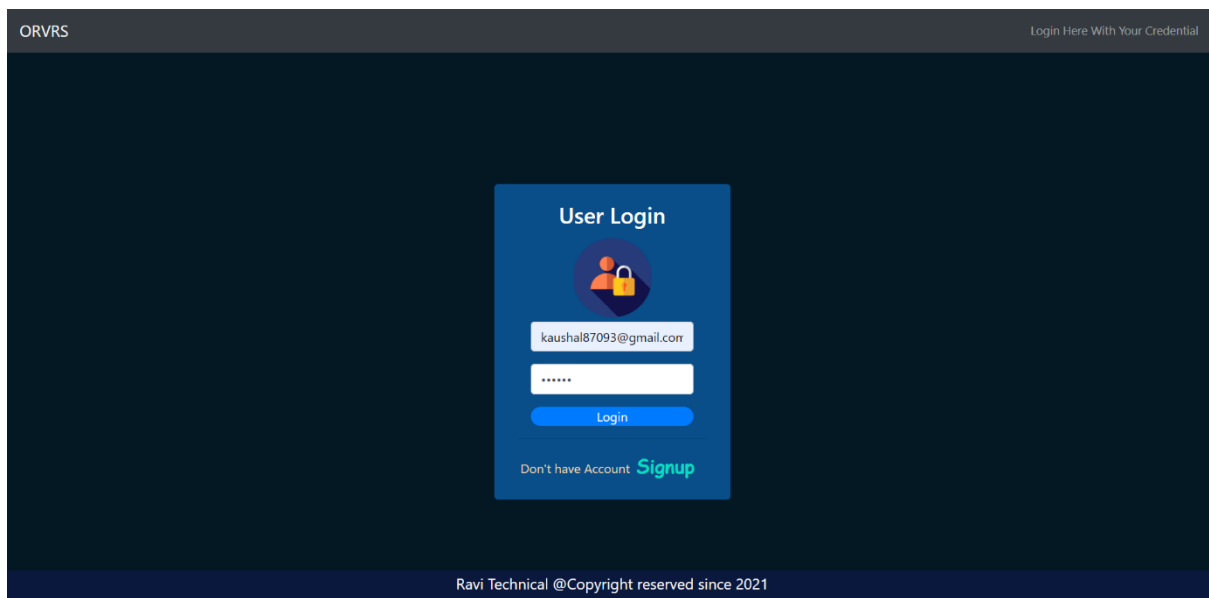 ORVRS
Login Here With Your Credential
User Login
kaushal87093@gmail.com
••••••
Login
Don't have Account Signup
Ravi Technical @Copyright reserved since 2021